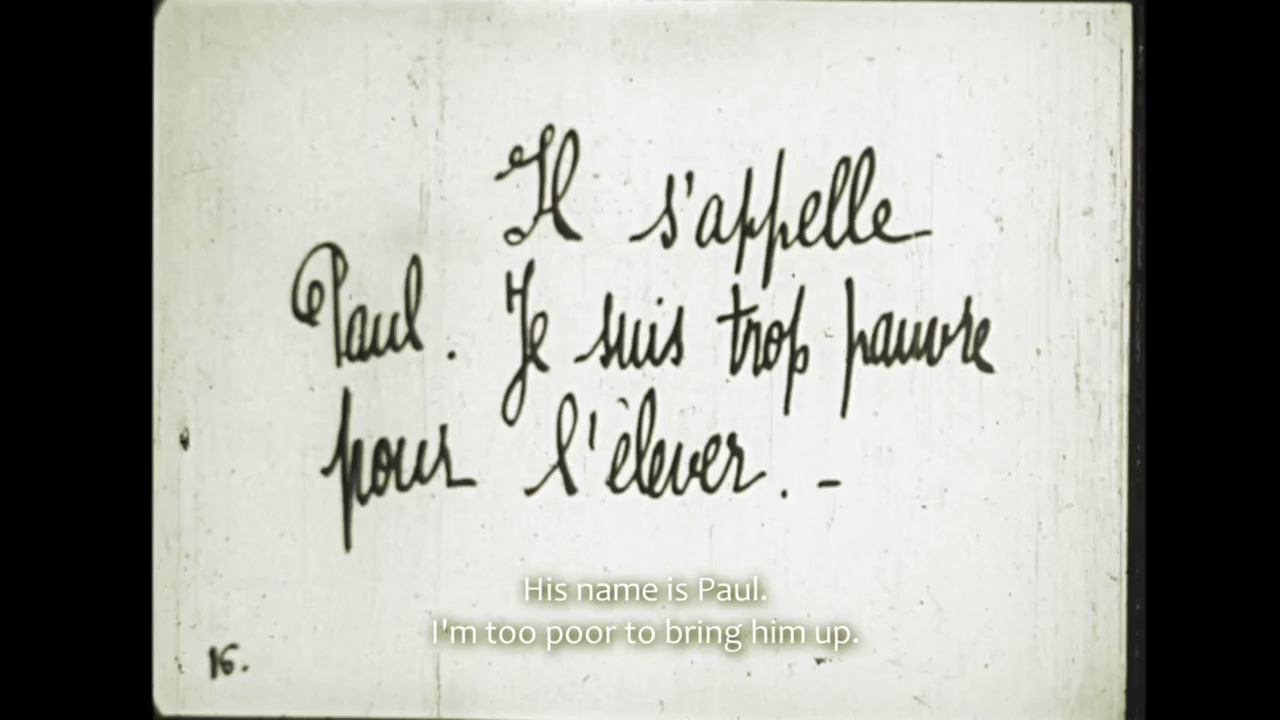 Il s'appelle
Paul. Je suis trop pauvre
pour l'élever. -
His name is Paul.
I'm too poor to bring him up.
16.